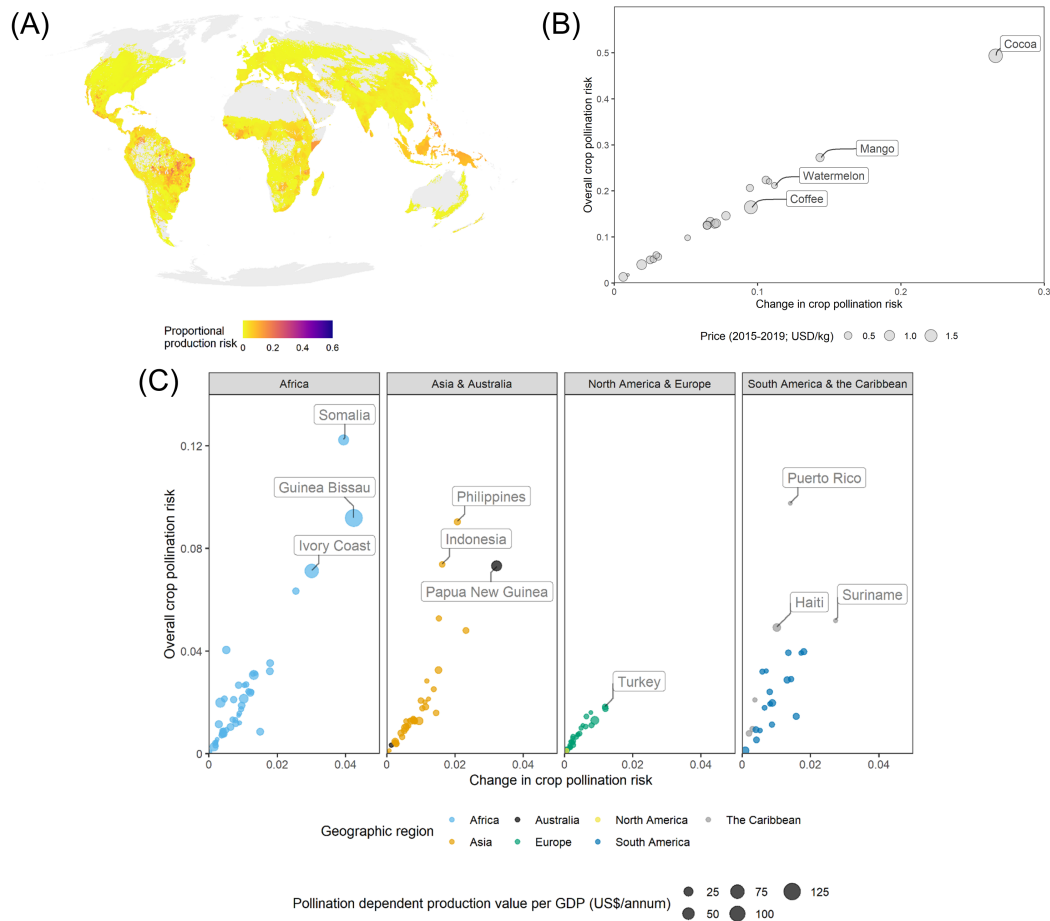 (A)
Proportional
production risk
0 0.2 0.4 0.6
(B)
Overall crop pollination risk
0.5
0.4
0.3
0.2
0.1
0
Cocoa
Mango
Watermelon
Coffee
0 0.1 0.2 0.3
Change in crop pollination risk
Price (2015-2019; USD/kg) 0.5 1.0 1.5
(C)
Africa
Asia & Australia
North America & Europe
South America & the Caribbean
Overall crop pollination risk
0.12
0.08
0.04
0
Somalia
Guinea Bissau
Ivory Coast
Philippines
Indonesia
Papua New Guinea
Turkey
Puerto Rico
Haiti
Suriname
0 0.02 0.04 0 0.02 0.04 0 0.02 0.04 0 0.02 0.04
Change in crop pollination risk
Geographic region
Africa Australia North America The Caribbean
Asia Europe South America
Pollination dependent production value per GDP (US$/annum)
25 75 125
50 100